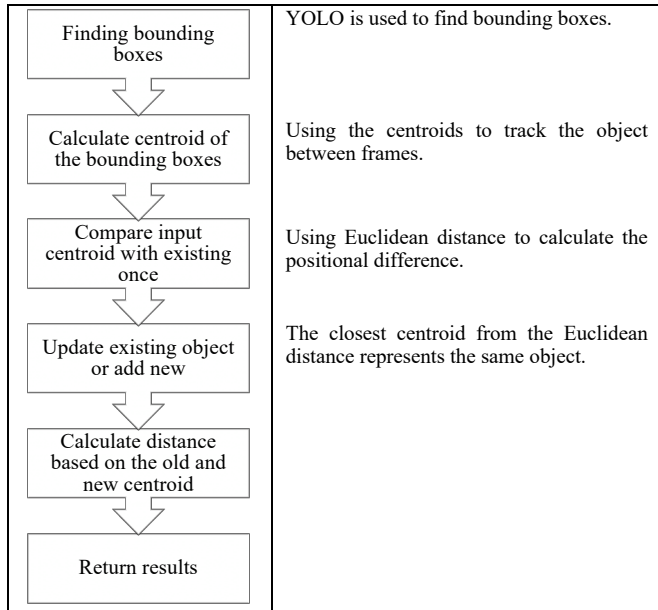 Finding bounding
boxes
YOLO is used to find bounding boxes.
Calculate centroid of
the bounding boxes
Using the centroids to track the object
between frames.
Compare input
centroid with existing
once
Using Euclidean distance to calculate the
positional difference.
Update existing object
or add new
The closest centroid from the Euclidean
distance represents the same object.
Calculate distance
based on the old and
new centroid
Return results